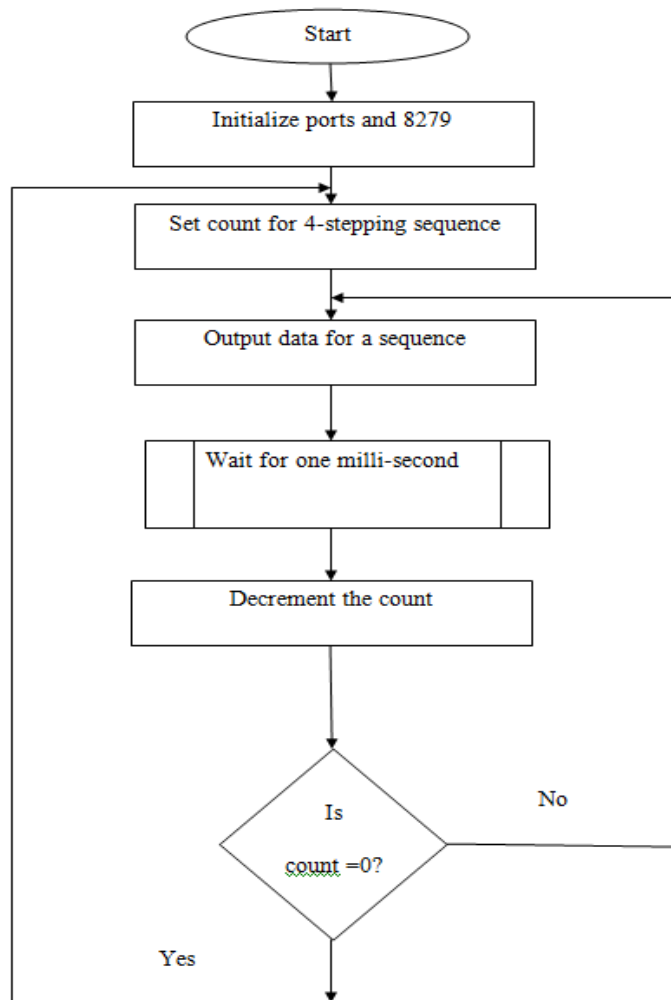 Start
Initialize ports and 8279
Set count for 4-stepping sequence
Output data for a sequence
Wait for one milli-second
Decrement the count
Is
count =0?
No
Yes